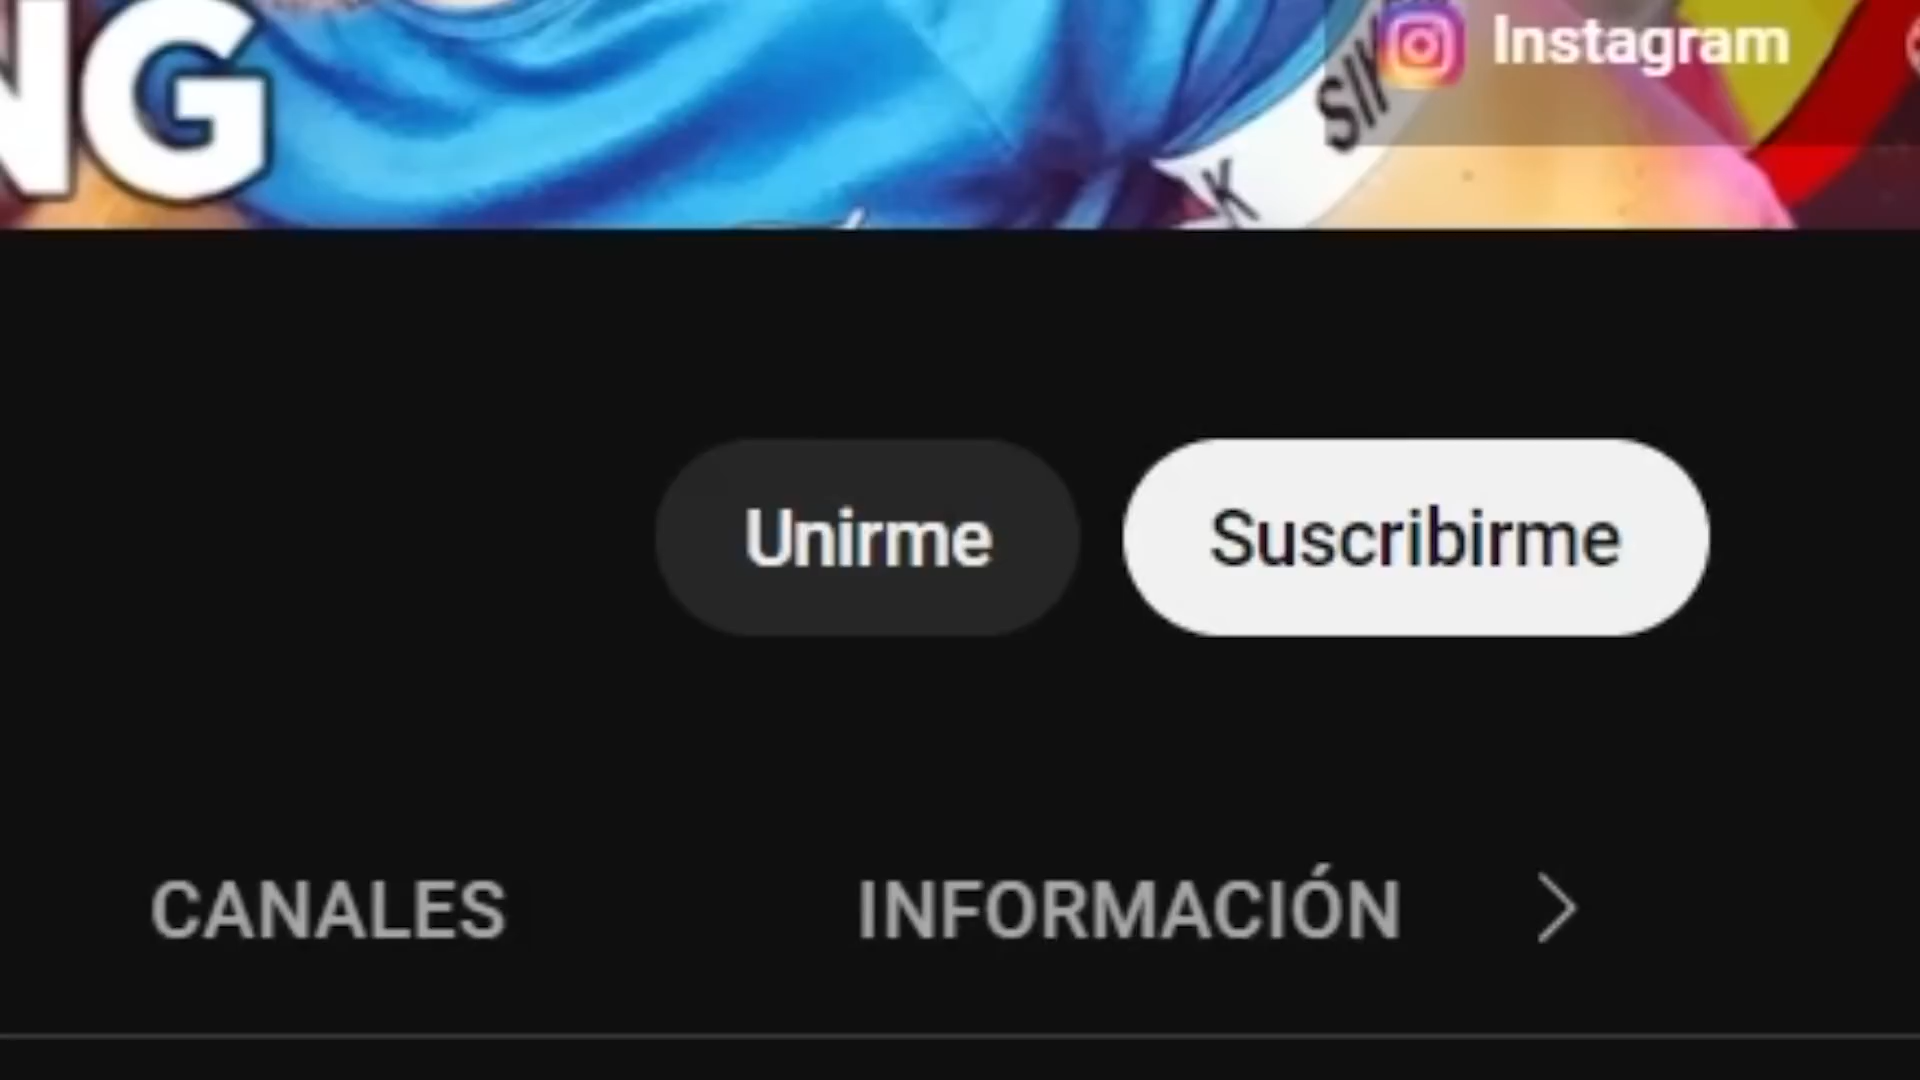 Instagram
NG
K
Unirme
Suscribirme
CANALES
INFORMACIÓN